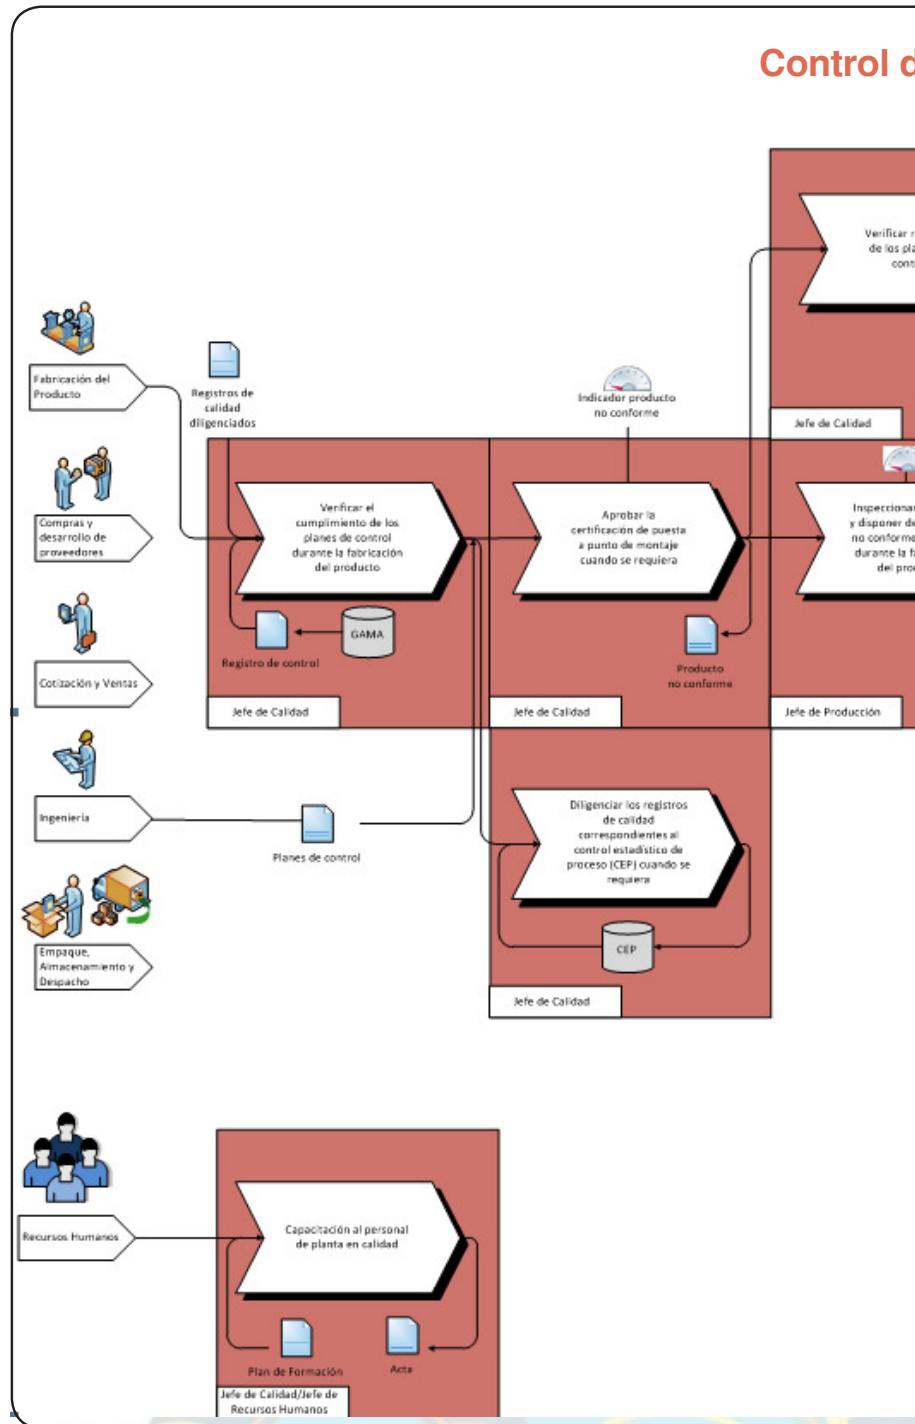 Control d
Verificar r
de los pla
cont
Jefe de Calidad
Fabricación del
Producto
Registros de
calidad
diligenciados
Indicador producto
no conforme
Compras y
desarrollo de
proveedores
Verificar el
cumplimiento de los
planes de control
durante la fabricación
del producto
Aprobar la
certificación de puesta
a punto de montaje
cuando se requiera
Inspeccionar
y disponer de
no conforme
durante la fa
del pro
GAMA
Registro de control
Producto
no conforme
Cotización y Ventas
Jefe de Calidad
Jefe de Calidad
Jefe de Producción
Ingeniería
Planes de control
Diligenciar los registros
de calidad
correspondientes al
control estadístico de
proceso (CEP) cuando se
requiera
CEP
Jefe de Calidad
Empaque,
Almacenamiento y
Despacho
Recursos Humanos
Capacitación al personal
de planta en calidad
Plan de Formación
Acta
Jefe de Calidad/Jefe de
Recursos Humanos